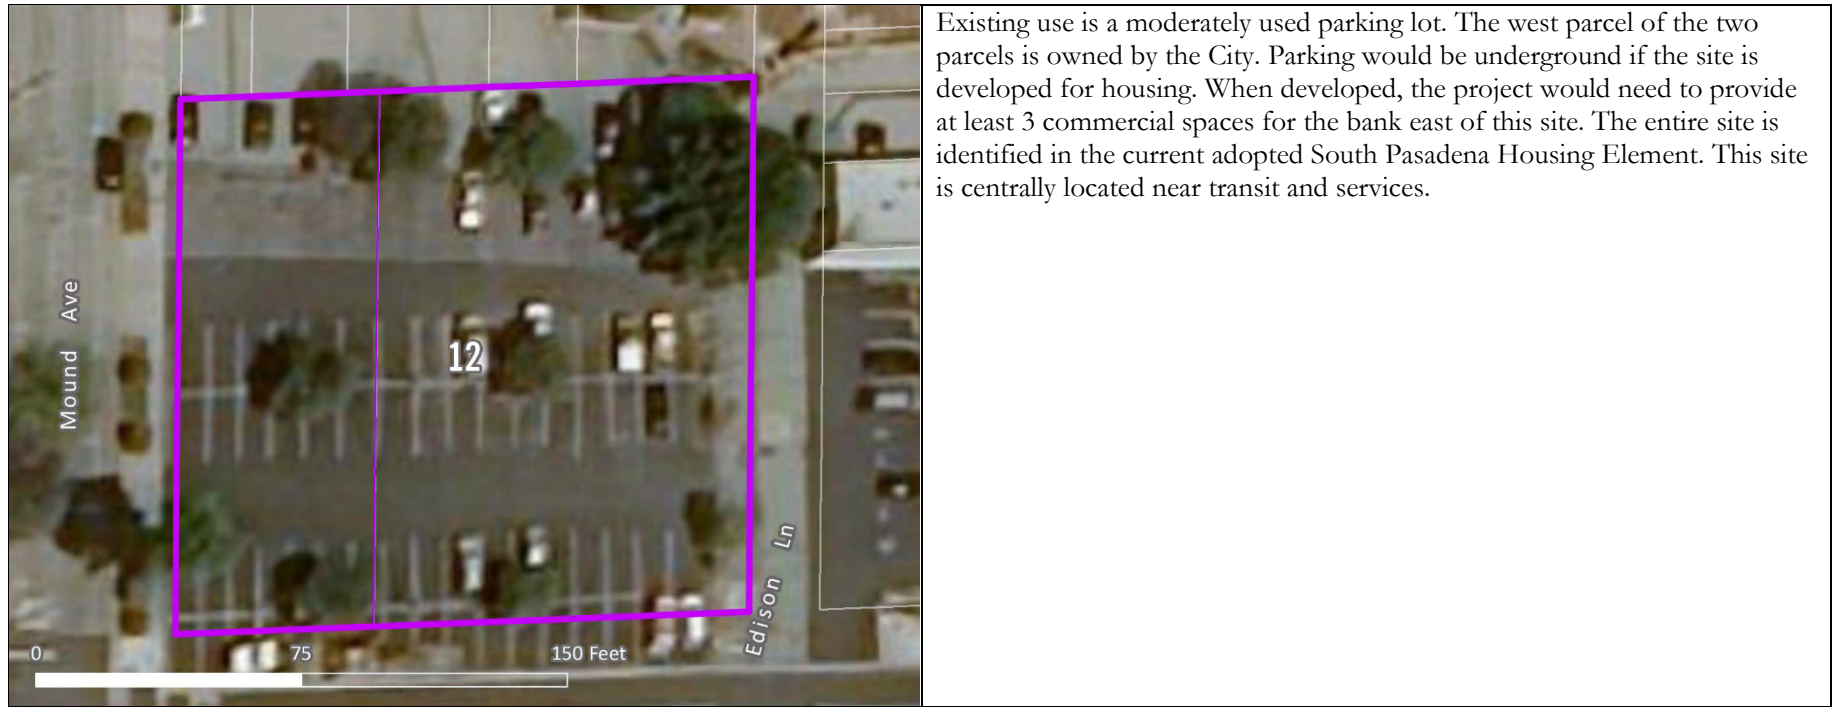 Mound Ave
12
Edison Ln
0 75 150 Feet
Existing use is a moderately used parking lot. The west parcel of the two
parcels is owned by the City. Parking would be underground if the site is
developed for housing. When developed, the project would need to provide
at least 3 commercial spaces for the bank east of this site. The entire site is
identified in the current adopted South Pasadena Housing Element. This site
is centrally located near transit and services.